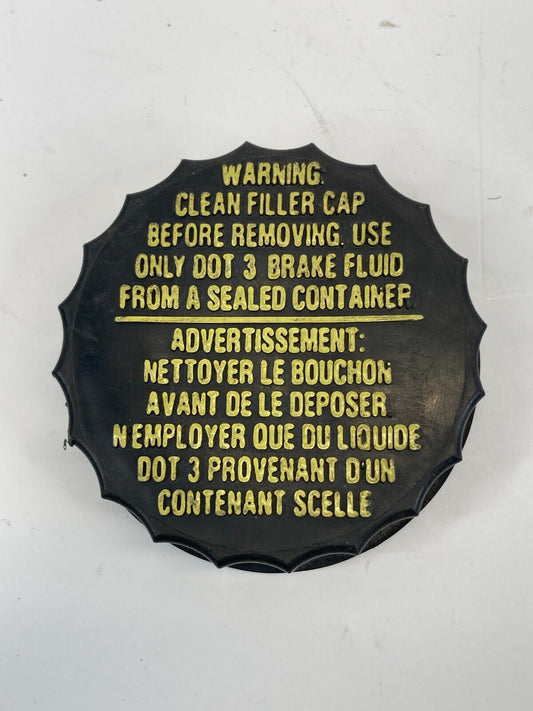 WARNING:
CLEAN FILLER CAP
BEFORE REMOVING. USE
ONLY DOT 3 BRAKE FLUID
FROM A SEALED CONTAINER
ADVERTISSEMENT:
NETTOYER LE BOUCHON
AVANT DE LE DEPOSER
N'EMPLOYER QUE DU LIQUIDE
DOT 3 PROVENANT D'UN
CONTENANT SCELLE